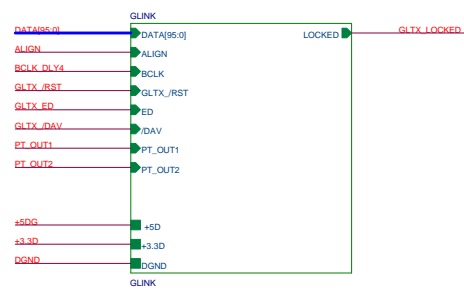 GLINK
DATA[95:0] DATA[95:0] LOCKED GLTX_LOCKED
ALIGN ALIGN
BCLK_DLY4 BCLK
GLTX_/RST GLTX_/RST
GLTX_ED ED
GLTX_/DAV /DAV
PT_OUT1 PT_OUT1
PT_OUT2 PT_OUT2
+5DG +5D
+3.3D +3.3D
DGND DGND
GLINK